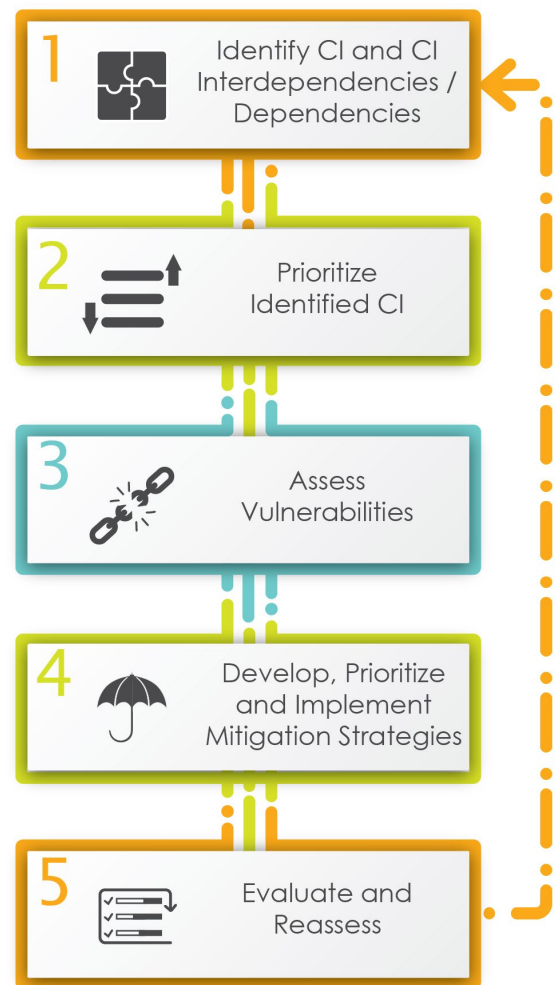 1
Identify CI and CI
Interdependencies /
Dependencies
2
Prioritize
Identified CI
3
Assess
Vulnerabilities
4
Develop, Prioritize
and Implement
Mitigation Strategies
5
Evaluate and
Reassess